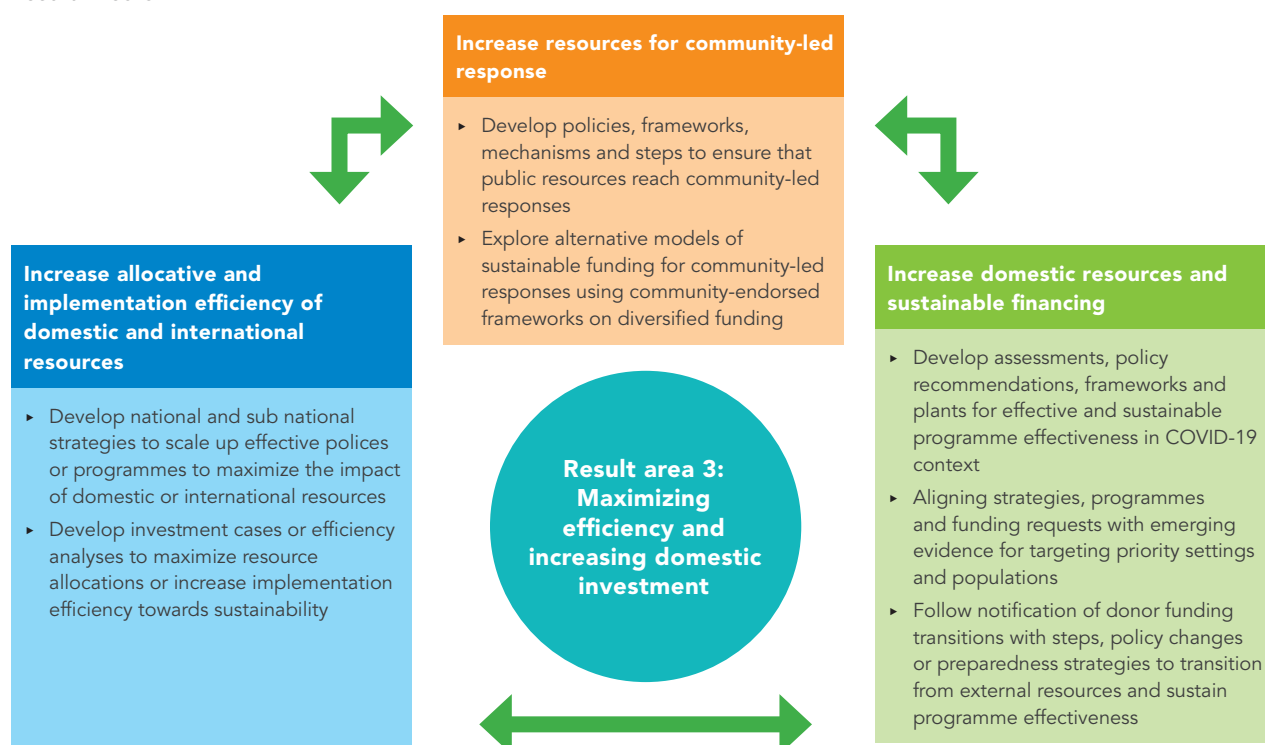 Increase resources for community-led
response
▸ Develop policies, frameworks,
mechanisms and steps to ensure that
public resources reach community-led
responses
▸ Explore alternative models of
sustainable funding for community-led
responses using community-endorsed
frameworks on diversified funding
Increase allocative and
implementation efficiency of
domestic and international
resources
▸ Develop national and sub national
strategies to scale up effective polices
or programmes to maximize the impact
of domestic or international resources
▸ Develop investment cases or efficiency
analyses to maximize resource
allocations or increase implementation
efficiency towards sustainability
Result area 3:
Maximizing
efficiency and
increasing domestic
investment
Increase domestic resources and
sustainable financing
▸ Develop assessments, policy
recommendations, frameworks and
plants for effective and sustainable
programme effectiveness in COVID-19
context
▸ Aligning strategies, programmes
and funding requests with emerging
evidence for targeting priority settings
and populations
▸ Follow notification of donor funding
transitions with steps, policy changes
or preparedness strategies to transition
from external resources and sustain
programme effectiveness